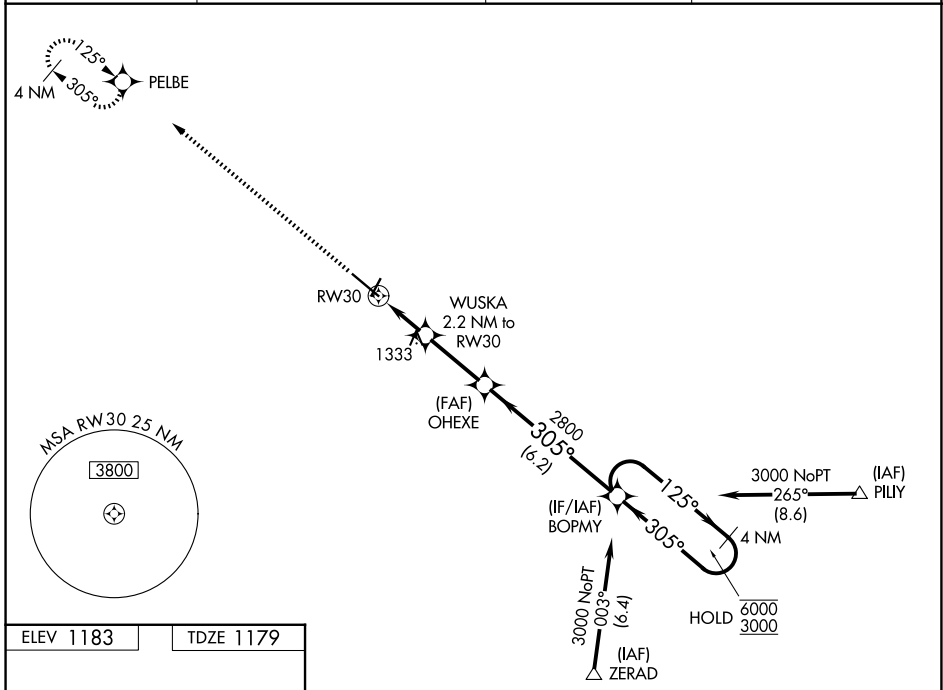 125°
305°
4 NM
PELBE
RW30
WUSKA
2.2 NM to
RW30
1333
(FAF)
OHEXE
2800
305°
(6.2)
MSA RW30 25 NM
3800
(IF/IAF)
BOPMY
125°
305°
4 NM
3000 NoPT
265°
(8.6)
(IAF)
PILIY
HOLD
6000
3000
3000 NoPT
003°
(6.4)
(IAF)
ZERAD
ELEV 1183
TDZE 1179